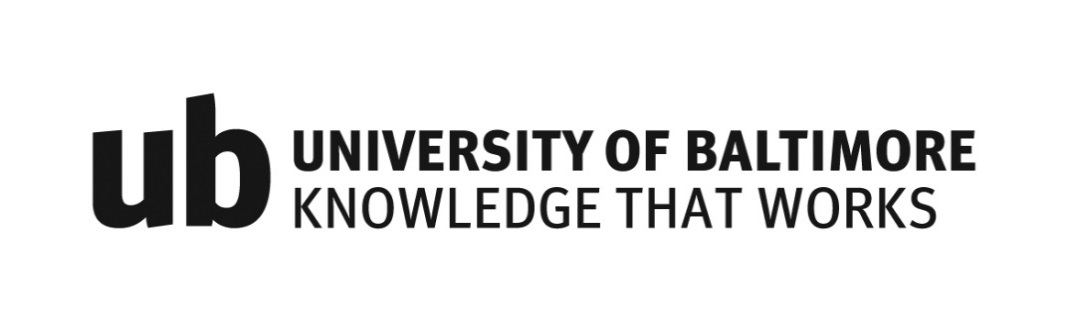 ub
UNIVERSITY OF BALTIMORE
KNOWLEDGE THAT WORKS